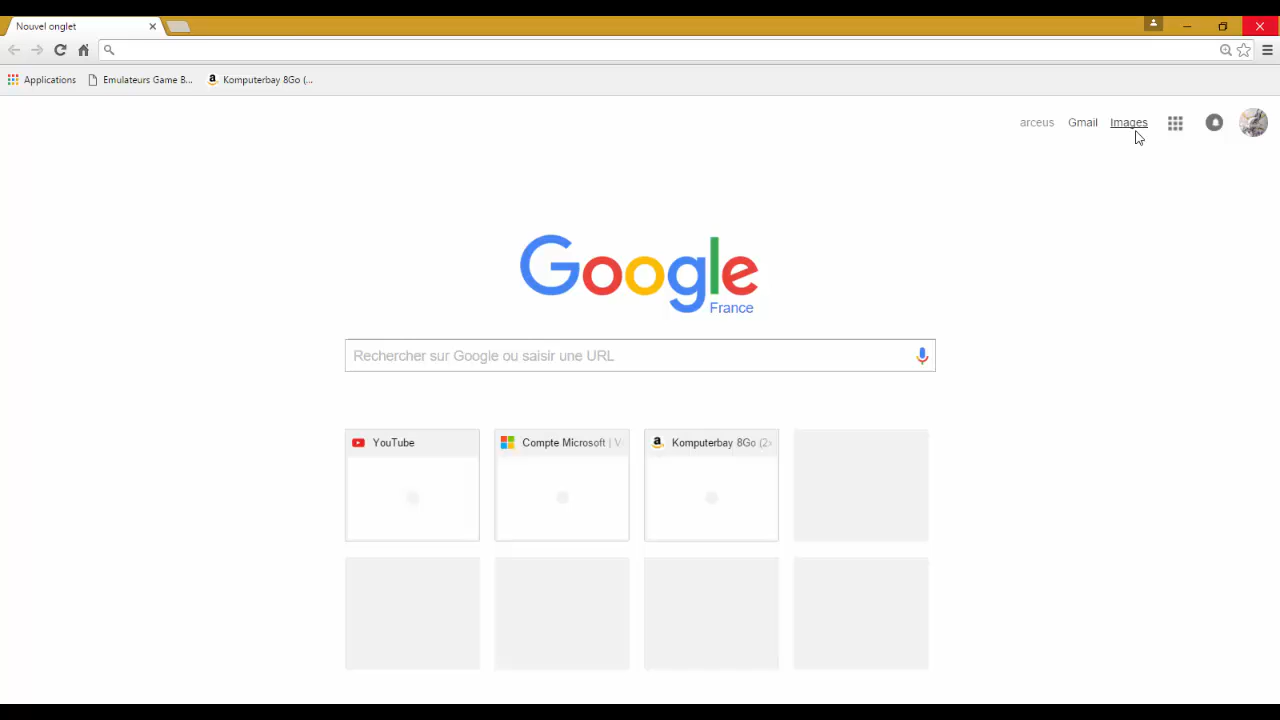 Nouvel onglet
Applications Emulateurs Game B... Komputerbay 8Go (...
arceus Gmail Images
Google
France
Rechercher sur Google ou saisir une URL
YouTube Compte Microsoft | V Komputerbay 8Go (2x